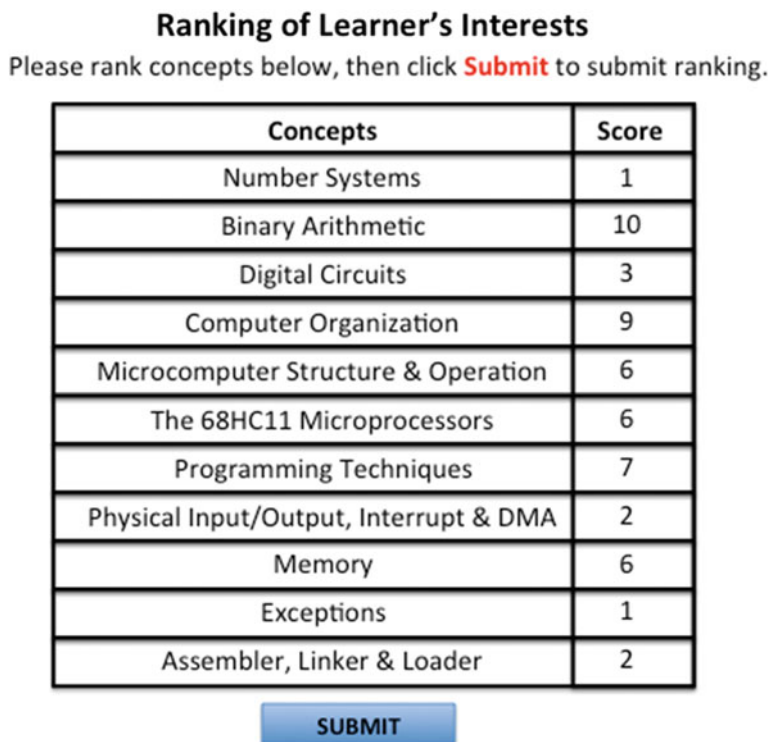 Ranking of Learner's Interests
Please rank concepts below, then click Submit to submit ranking.
Concepts Score
Number Systems 1
Binary Arithmetic 10
Digital Circuits 3
Computer Organization 9
Microcomputer Structure & Operation 6
The 68HC11 Microprocessors 6
Programming Techniques 7
Physical Input/Output, Interrupt & DMA 2
Memory 6
Exceptions 1
Assembler, Linker & Loader 2
SUBMIT